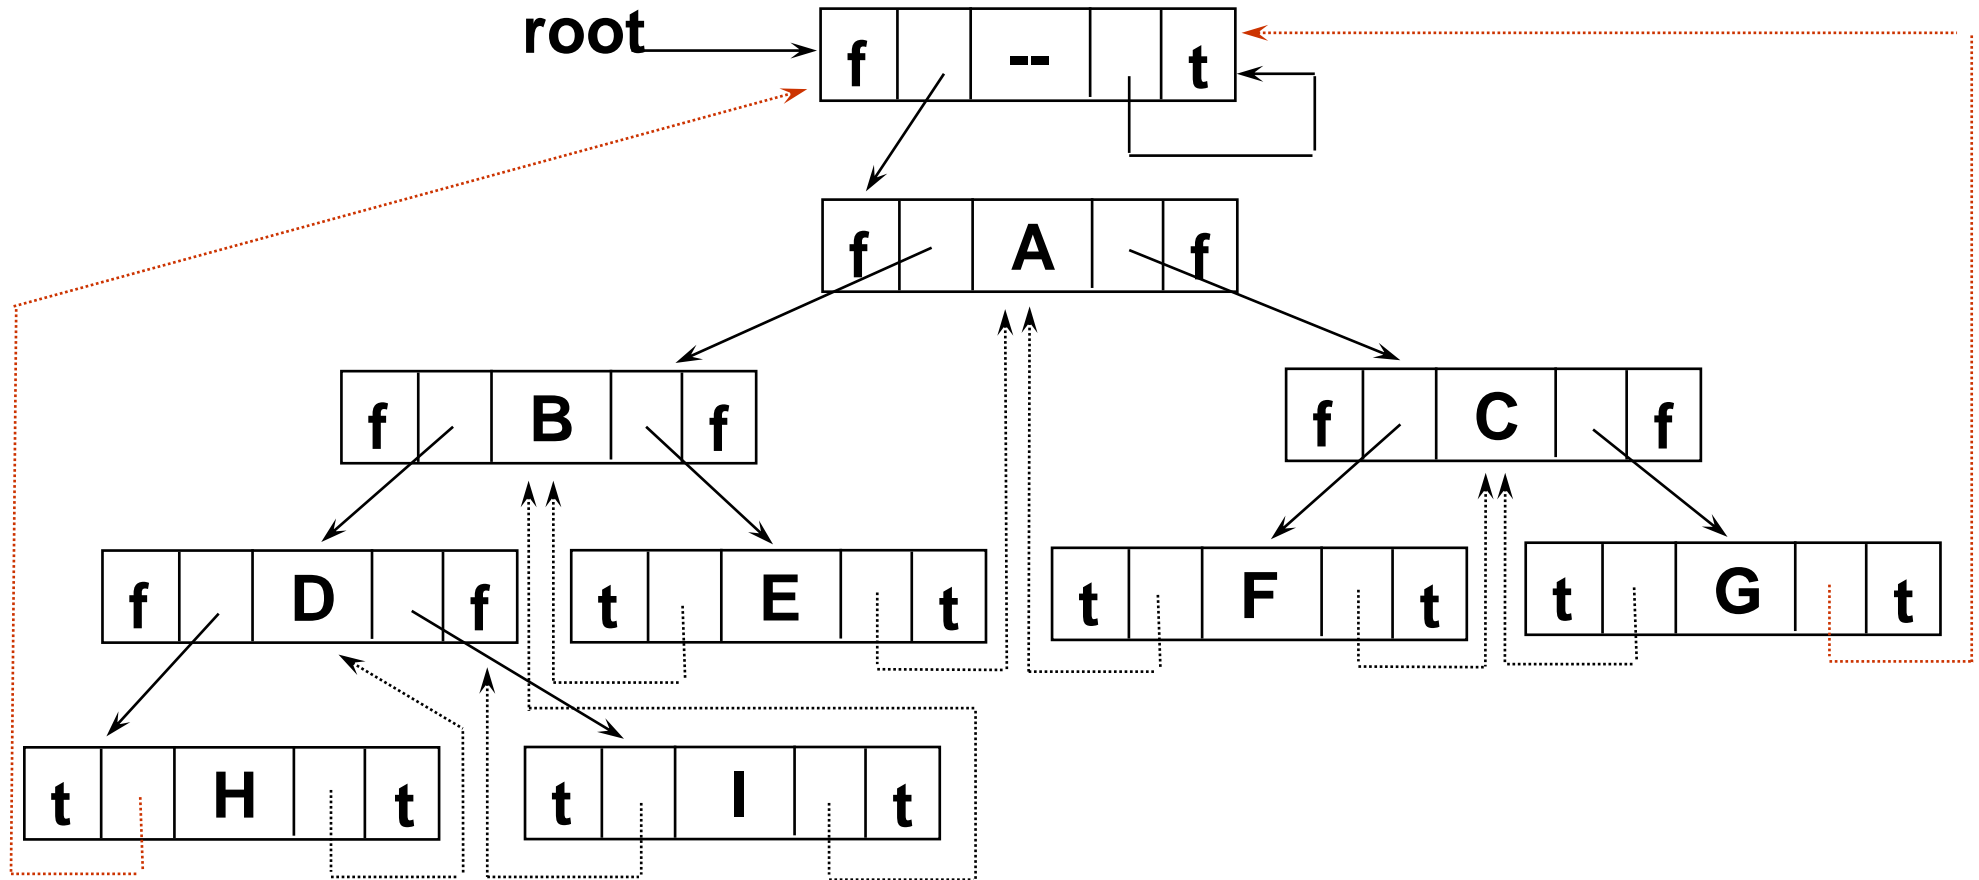 root
f -- t
f A f
f B f
f C f
f D f
t E t
t F t
t G t
t H t
t I t